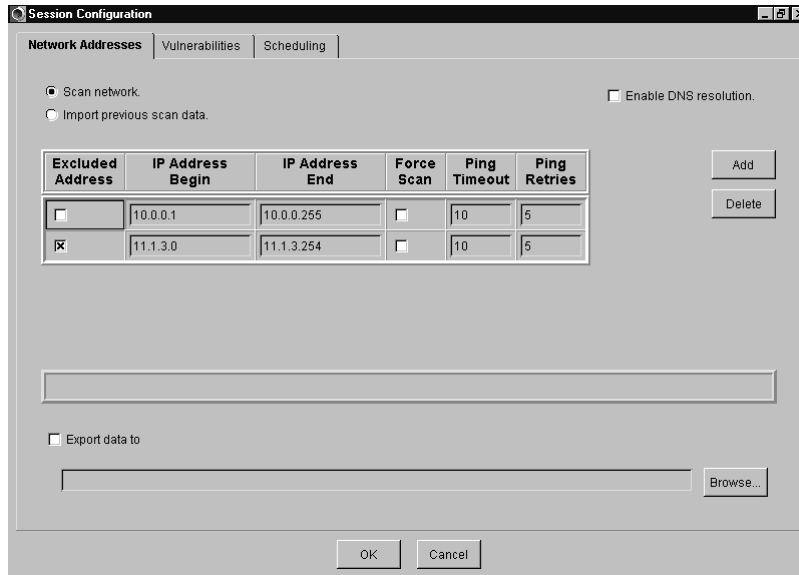 Session Configuration
Network Addresses Vulnerabilities Scheduling
Scan network.
Enable DNS resolution.
Import previous scan data.
Excluded Address IP Address Begin IP Address End Force Scan Ping Timeout Ping Retries
Add
10.0.0.1 10.0.0.255 10 5
Delete
11.1.3.0 11.1.3.254 10 5
Export data to
Browse...
OK Cancel